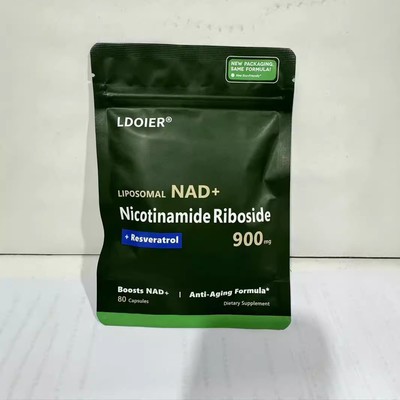 NEW PACKAGING
SAME FORMULA!
LDOIER®
LIPOSOMAL NAD+
Nicotinamide Riboside
+ Resveratrol
900mg
Boosts NAD+ | Anti-Aging Formula*
80 Capsules
Dietary Supplement